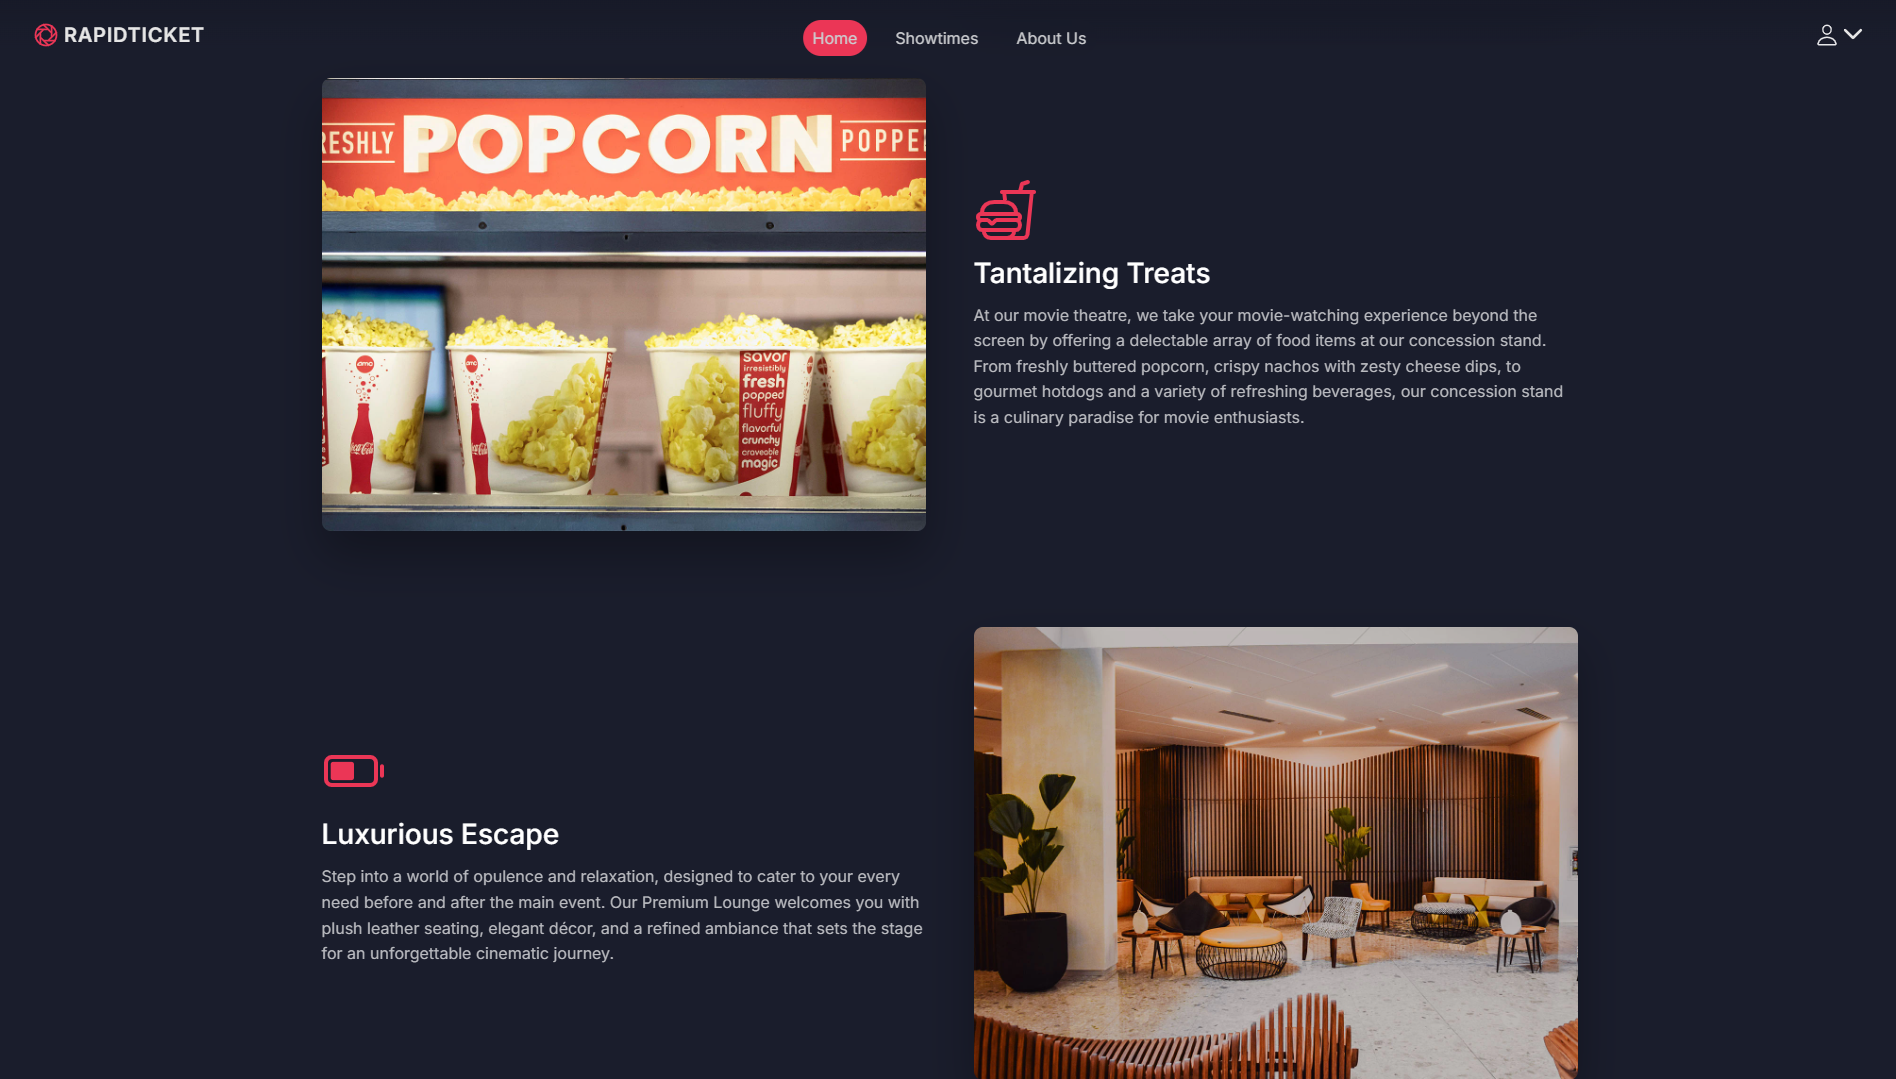 RAPIDTICKET
Home
Showtimes
About Us
RESHLY POPCORN POPPE
amc
amc
Coca-Cola
Coca-Cola
savor
irresistibly
fresh
popped
fluffy
flavorful
crunchy
craveable
magic
Tantalizing Treats
At our movie theatre, we take your movie-watching experience beyond the
screen by offering a delectable array of food items at our concession stand.
From freshly buttered popcorn, crispy nachos with zesty cheese dips, to
gourmet hotdogs and a variety of refreshing beverages, our concession stand
is a culinary paradise for movie enthusiasts.
Luxurious Escape
Step into a world of opulence and relaxation, designed to cater to your every
need before and after the main event. Our Premium Lounge welcomes you with
plush leather seating, elegant décor, and a refined ambiance that sets the stage
for an unforgettable cinematic journey.